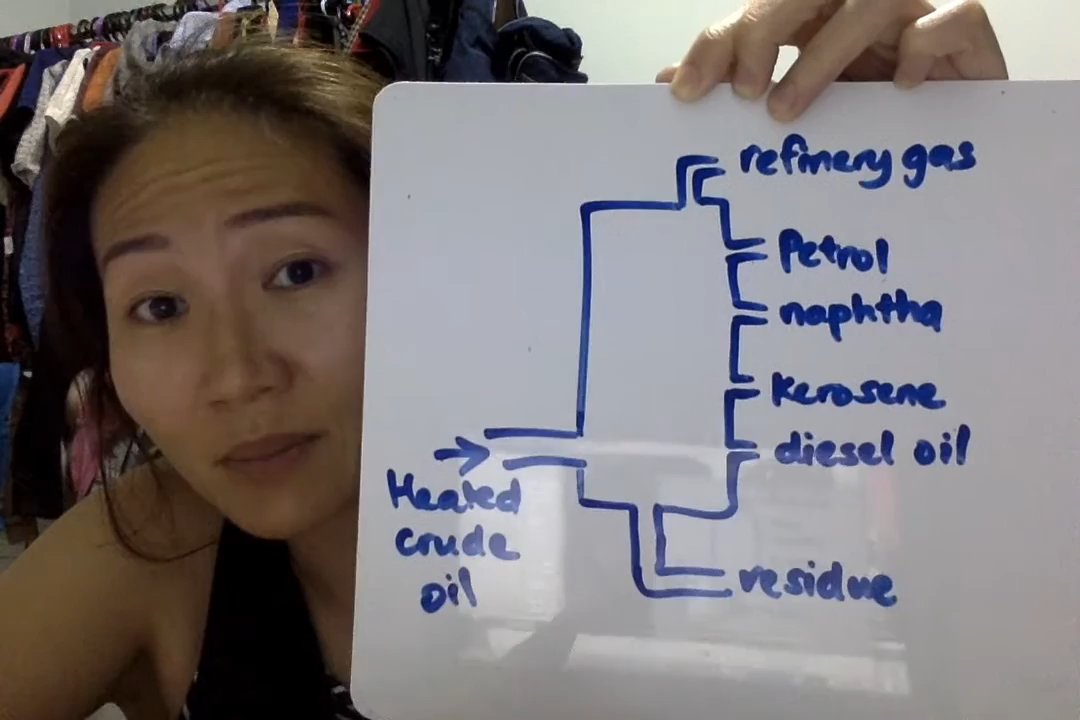 refinery gas
Petrol
naphtha
Kerosene
diesel oil
Heated
crude
oil
residue